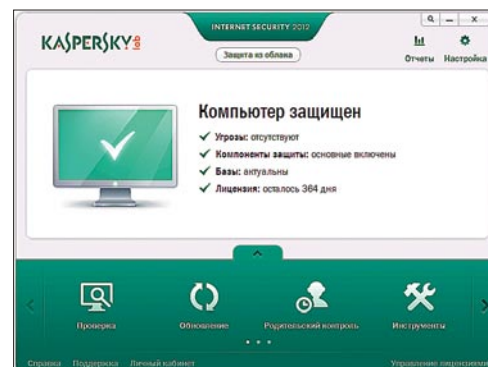 INTERNET SECURITY 2012
KASPERSKY lab
Защита из облака
Отчеты Настройка
Компьютер защищен
Угрозы: отсутствуют
Компоненты защиты: основные включены
Базы: актуальны
Лицензия: осталось 364 дня
Проверка Обновление Родительский контроль Инструменты
Справка Поддержка Личный кабинет Управление лицензиями